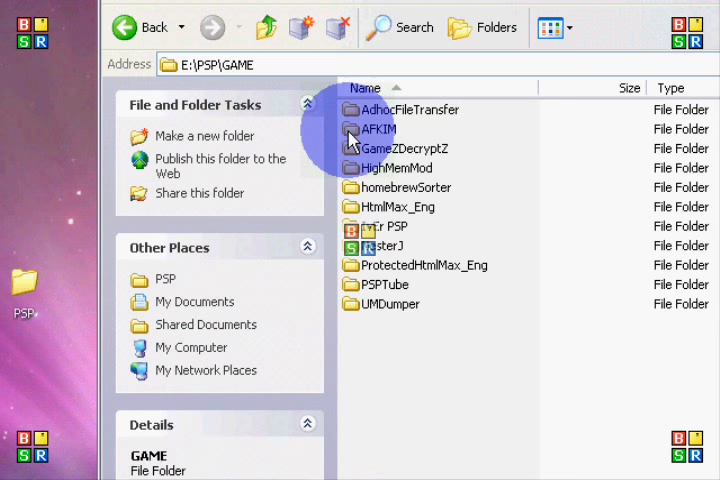 B S R
B S R
Back
Search
Folders
Address E:\PSP\GAME
File and Folder Tasks
Make a new folder
Publish this folder to the
Web
Share this folder
Other Places
PSP
My Documents
Shared Documents
My Computer
My Network Places
Details
GAME
File Folder
Name Size Type
AdhocFileTransfer File Folder
AFKIM File Folder
GameZDecryptZ File Folder
HighMemMod File Folder
homebrewSorter File Folder
HtmlMax_Eng File Folder
PSP File Folder
File Folder
ProtectedHtmlMax_Eng File Folder
PSPTube File Folder
UMDumper File Folder
B S R
PSP
B S R
B S R